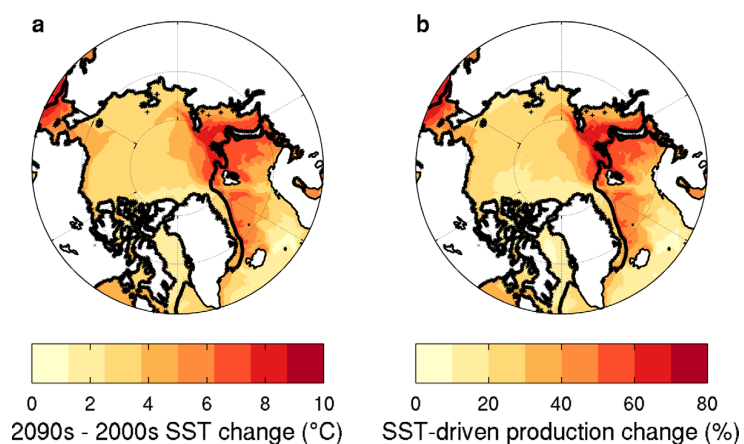 a b
0 2 4 6 8 10
2090s - 2000s SST change (°C)
0 20 40 60 80
SST-driven production change (%)